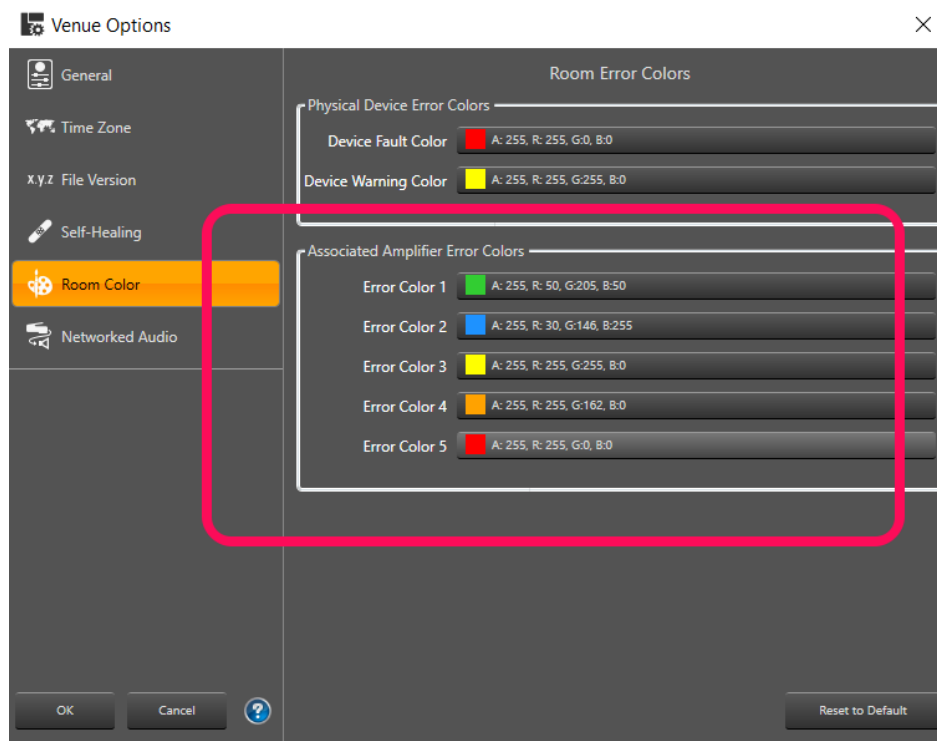 Venue Options
General
Time Zone
x.y.z File Version
Self-Healing
Room Color
Networked Audio
Room Error Colors
Physical Device Error Colors
Device Fault Color A: 255, R: 255, G:0, B:0
Device Warning Color A: 255, R: 255, G:255, B:0
Associated Amplifier Error Colors
Error Color 1 A: 255, R: 50, G:205, B:50
Error Color 2 A: 255, R: 30, G:146, B:255
Error Color 3 A: 255, R: 255, G:255, B:0
Error Color 4 A: 255, R: 255, G:162, B:0
Error Color 5 A: 255, R: 255, G:0, B:0
OK Cancel ? Reset to Default